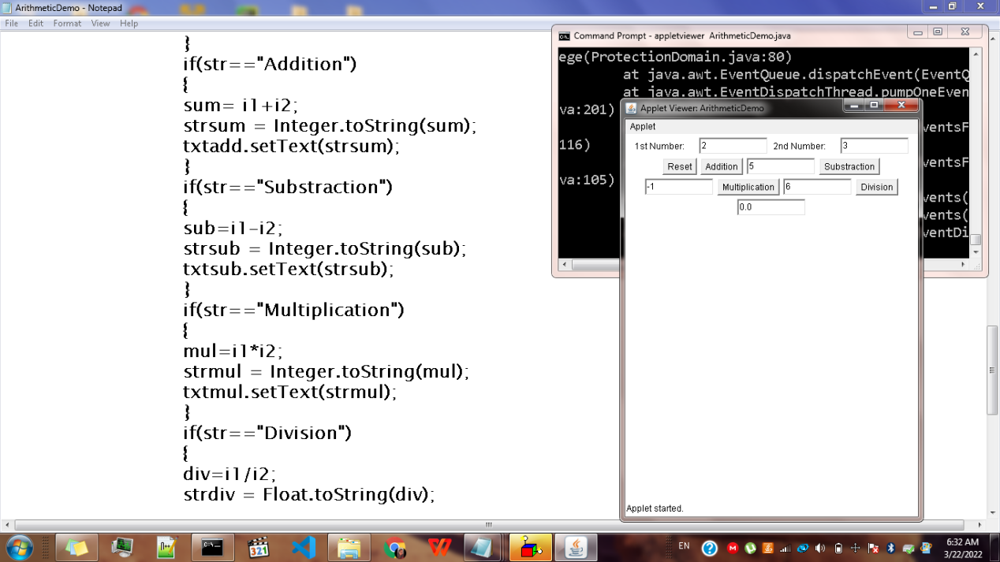 ArithmeticDemo - Notepad
File Edit Format View Help
}
if(str=="Addition")
{
sum= i1+i2;
strsum = Integer.toString(sum);
txtadd.setText(strsum);
}
if(str=="Substraction")
{
sub=i1-i2;
strsub = Integer.toString(sub);
txtsub.setText(strsub);
}
if(str=="Multiplication")
{
mul=i1*i2;
strmul = Integer.toString(mul);
txtmul.setText(strmul);
}
if(str=="Division")
{
div=i1/i2;
strdiv = Float.toString(div);
Command Prompt - appletviewer ArithmeticDemo.java
ege(ProtectionDomain.java:80)
at java.awt.EventQueue.dispatchEvent(EventQ
at java.awt.EventDispatchThread.pumpOneEven
va:201)
ventsF
116)
ventsF
va:105)
vents(
vents(
ventDi
Applet Viewer: ArithmeticDemo
Applet
1st Number: 2 2nd Number: 3
Reset Addition 5 Substraction
-1 Multiplication 6 Division
0.0
Applet started.
321
EN
6:32 AM
3/22/2022